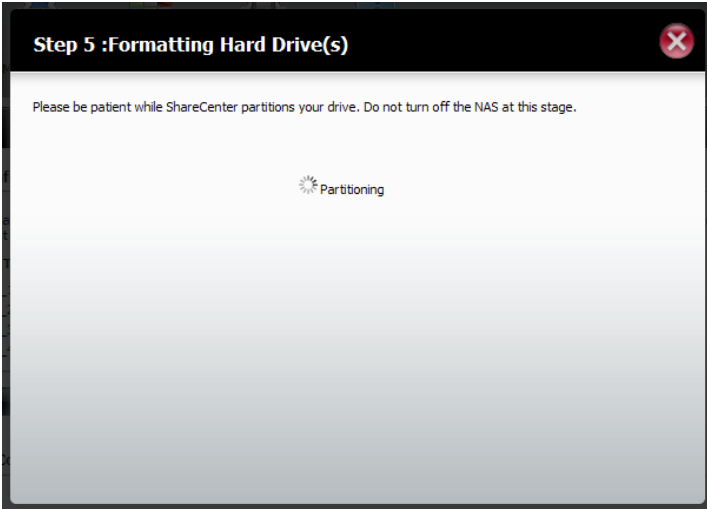 Step 5 :Formatting Hard Drive(s)
Please be patient while ShareCenter partitions your drive. Do not turn off the NAS at this stage.
Partitioning